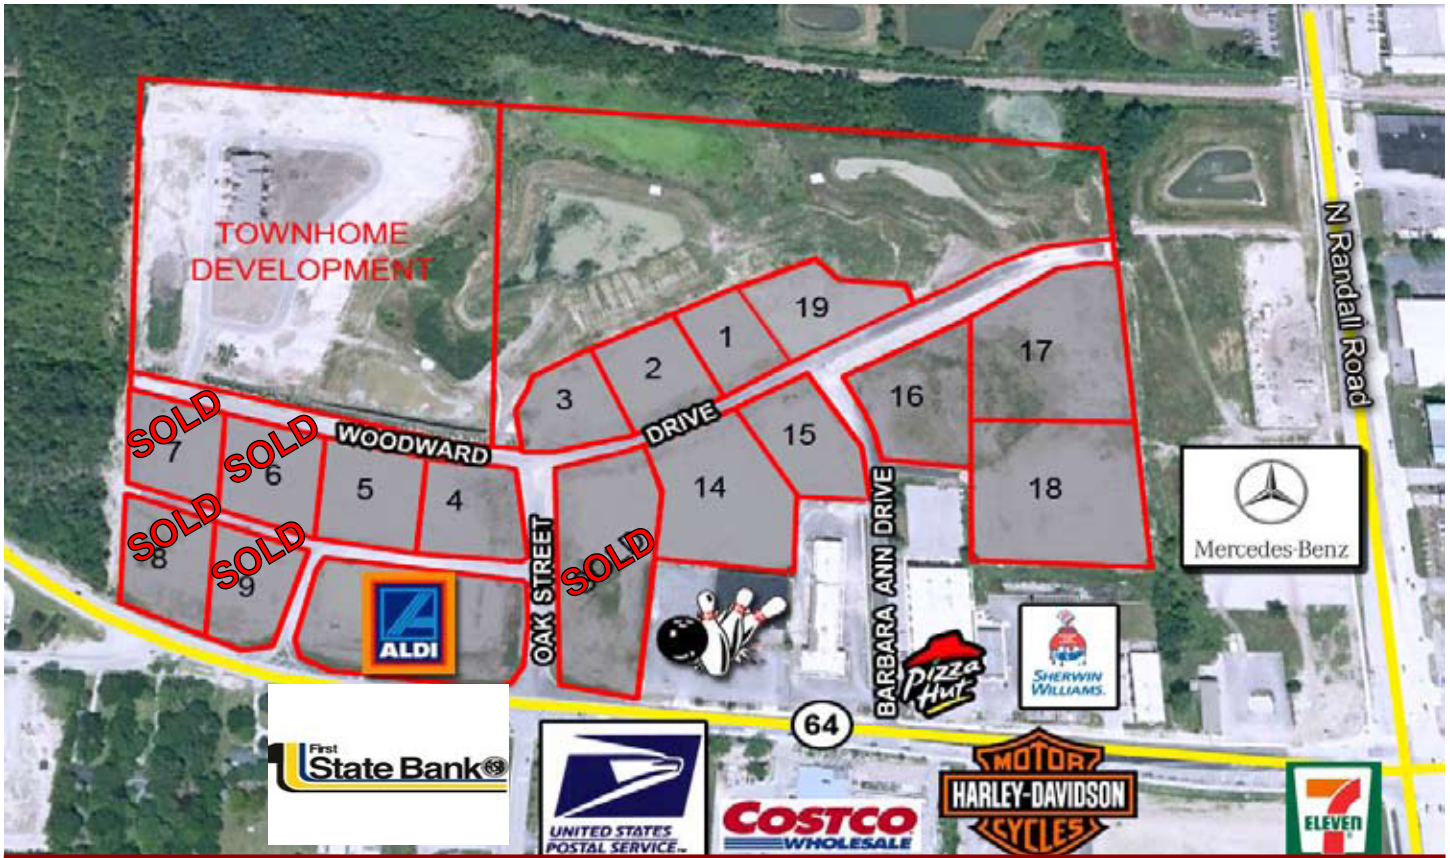 TOWNHOME
DEVELOPMENT
N Randall Road
19
1
2
3
17
16
15
14
18
DRIVE
WOODWARD
SOLD
7
SOLD
6
5
4
SOLD
8
SOLD
9
SOLD
OAK STREET
BARBARA ANN DRIVE
ALDI
Mercedes-Benz
Pizza
Hut
SHERWIN
WILLIAMS.
64
First
State Bank
UNITED STATES
POSTAL SERVICE
COSTCO
WHOLESALE
MOTOR
HARLEY-DAVIDSON
CYCLES
7
ELEVEN